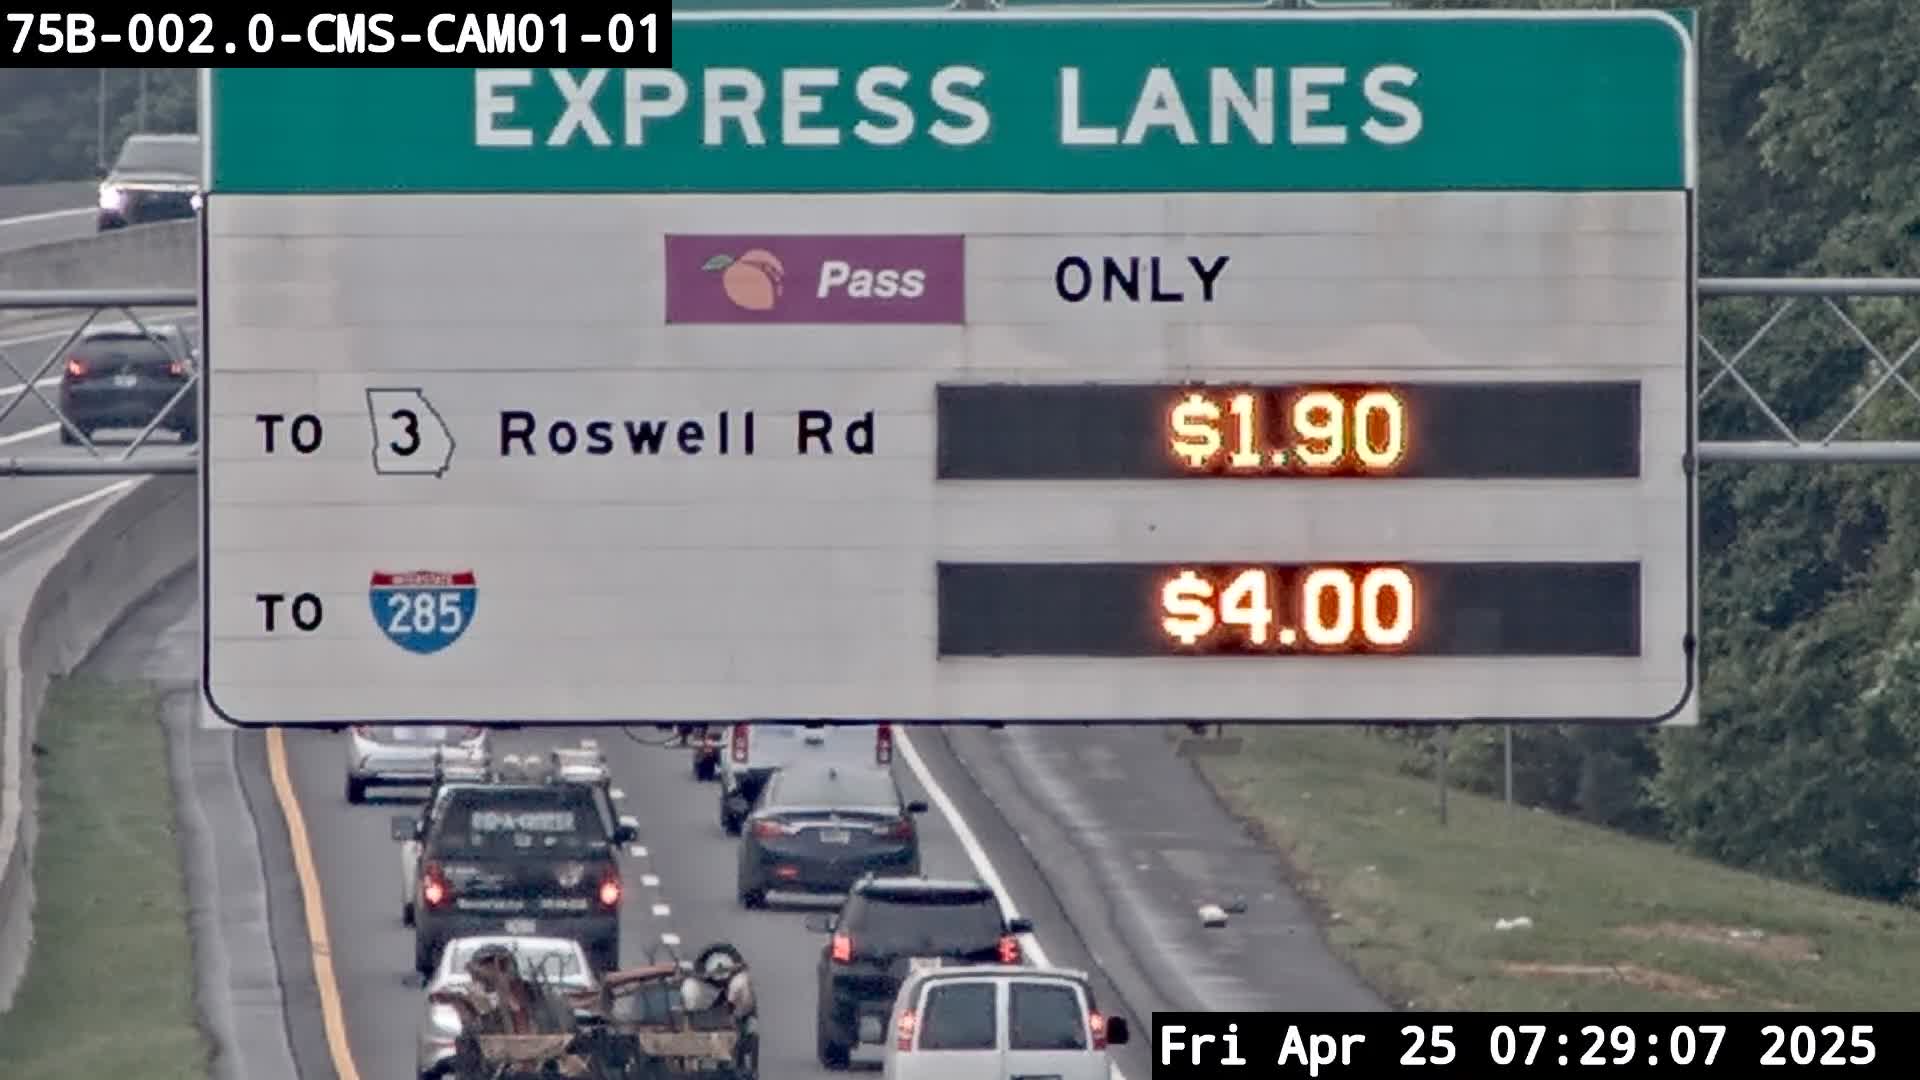 75B-002.0-CMS-CAM01-01
EXPRESS LANES
Pass ONLY
TO 3 Roswell Rd $1.90
INTERSTATE
TO 285 $4.00
Fri Apr 25 07:29:07 2025